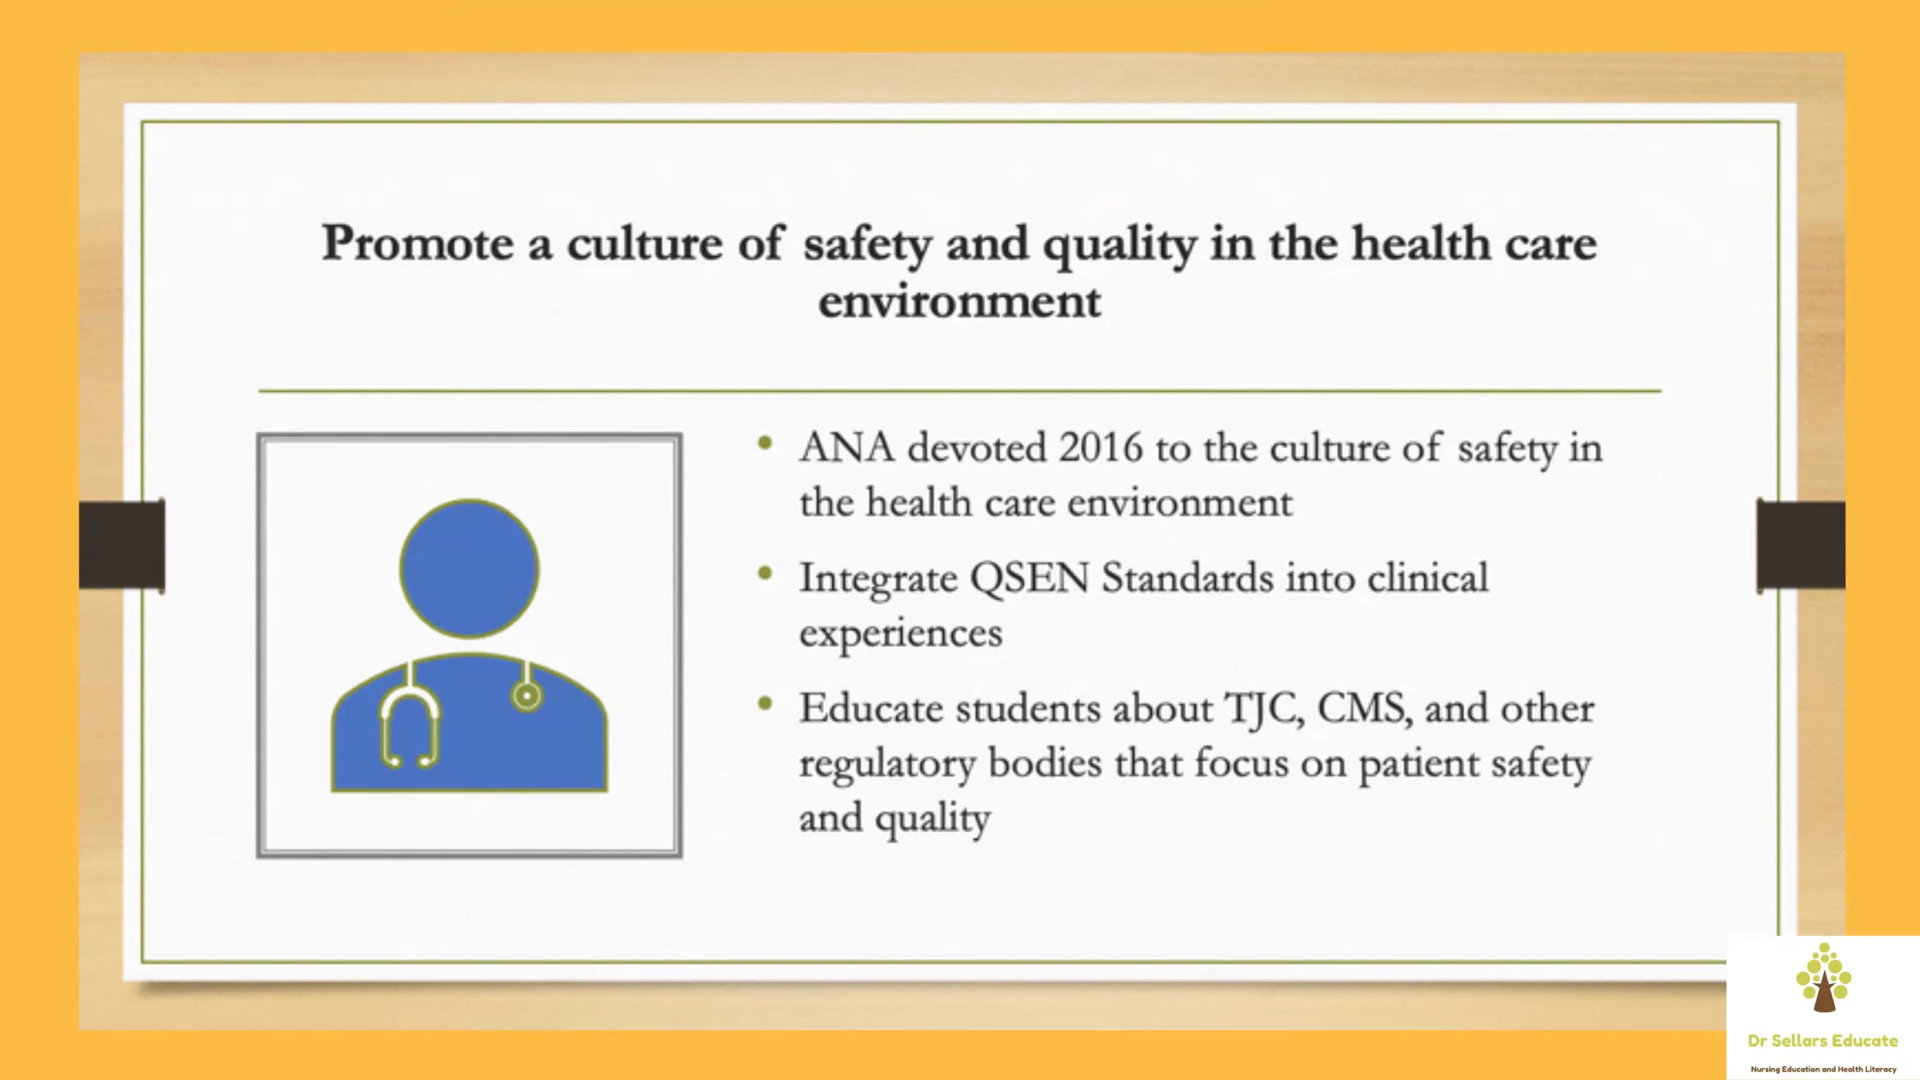 Promote a culture of safety and quality in the health care
environment
ANA devoted 2016 to the culture of safety in
the health care environment
Integrate QSEN Standards into clinical
experiences
Educate students about TJC, CMS, and other
regulatory bodies that focus on patient safety
and quality
Dr Sellars Educate
Nursing Education and Health Literacy